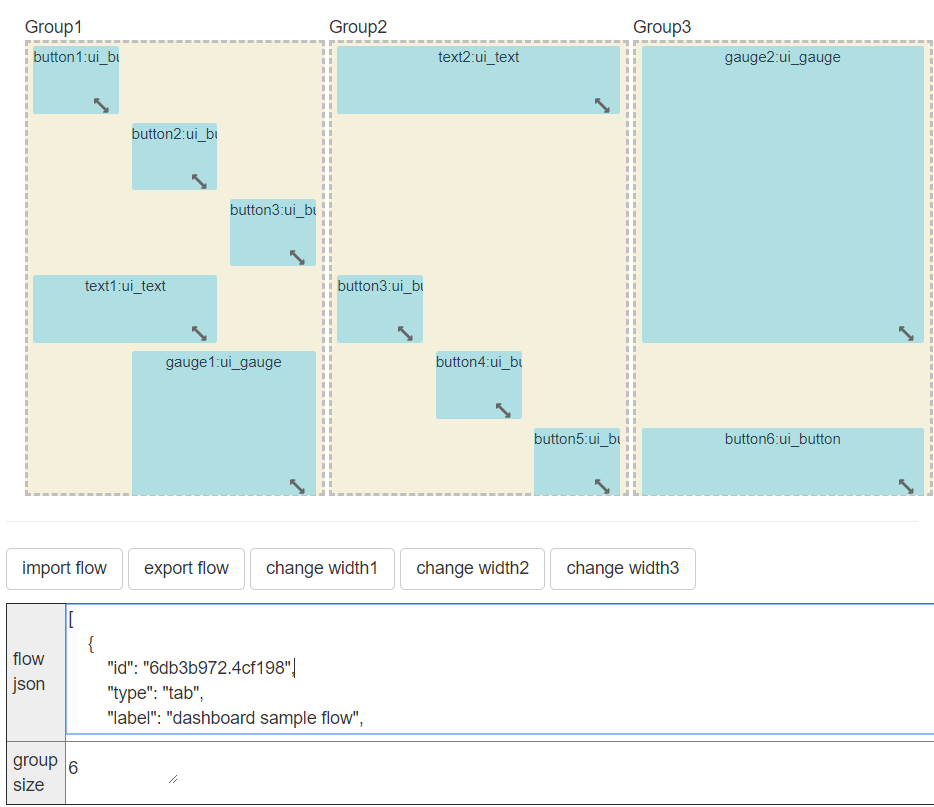 Group1
Group2
Group3
button1:ui_bu
text2:ui_text
gauge2:ui_gauge
button2:ui_bu
button3:ui_bu
text1:ui_text
button3:ui_bu
gauge1:ui_gauge
button4:ui_bu
button5:ui_bu
button6:ui_button
import flow
export flow
change width1
change width2
change width3
flow
json
[
{
"id": "6db3b972.4cf198",
"type": "tab",
"label": "dashboard sample flow",
group
size
6